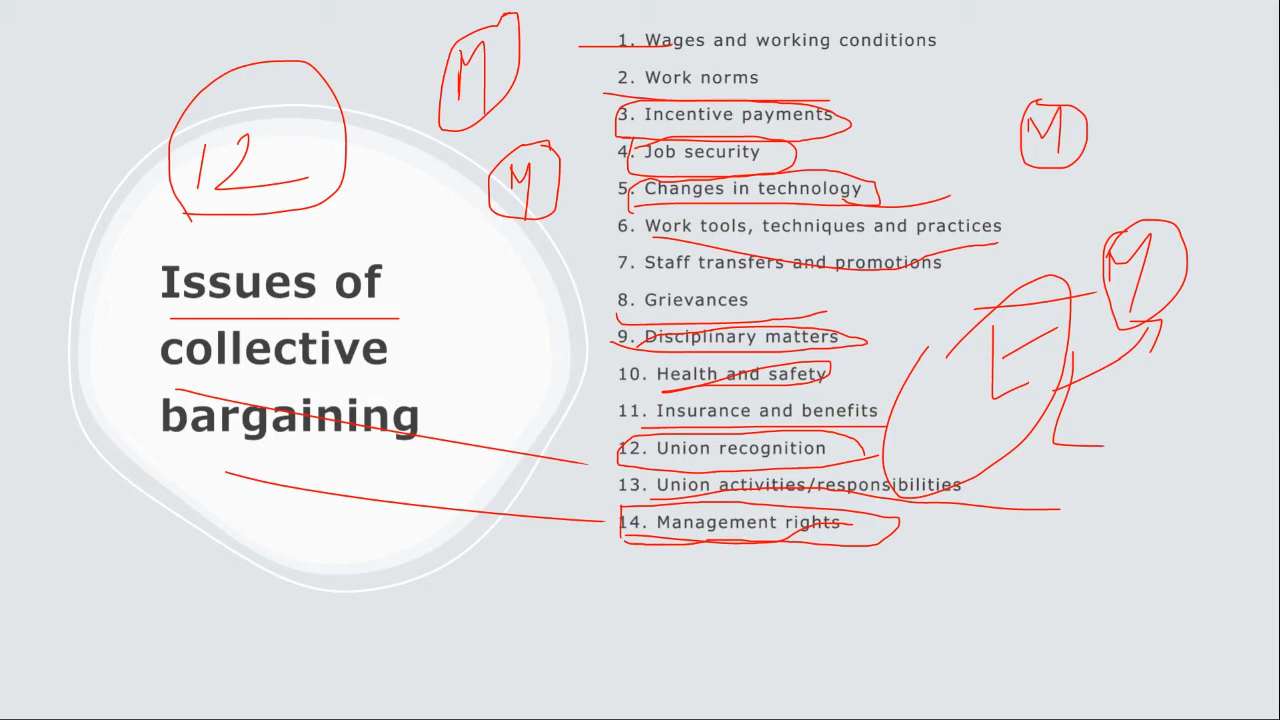 12
M
M
Issues of
collective
bargaining
1. Wages and working conditions
2. Work norms
3. Incentive payments
4. Job security
5. Changes in technology
6. Work tools, techniques and practices
7. Staff transfers and promotions
8. Grievances
9. Disciplinary matters
10. Health and safety
11. Insurance and benefits
12. Union recognition
13. Union activities/responsibilities
14. Management rights
M
M
E